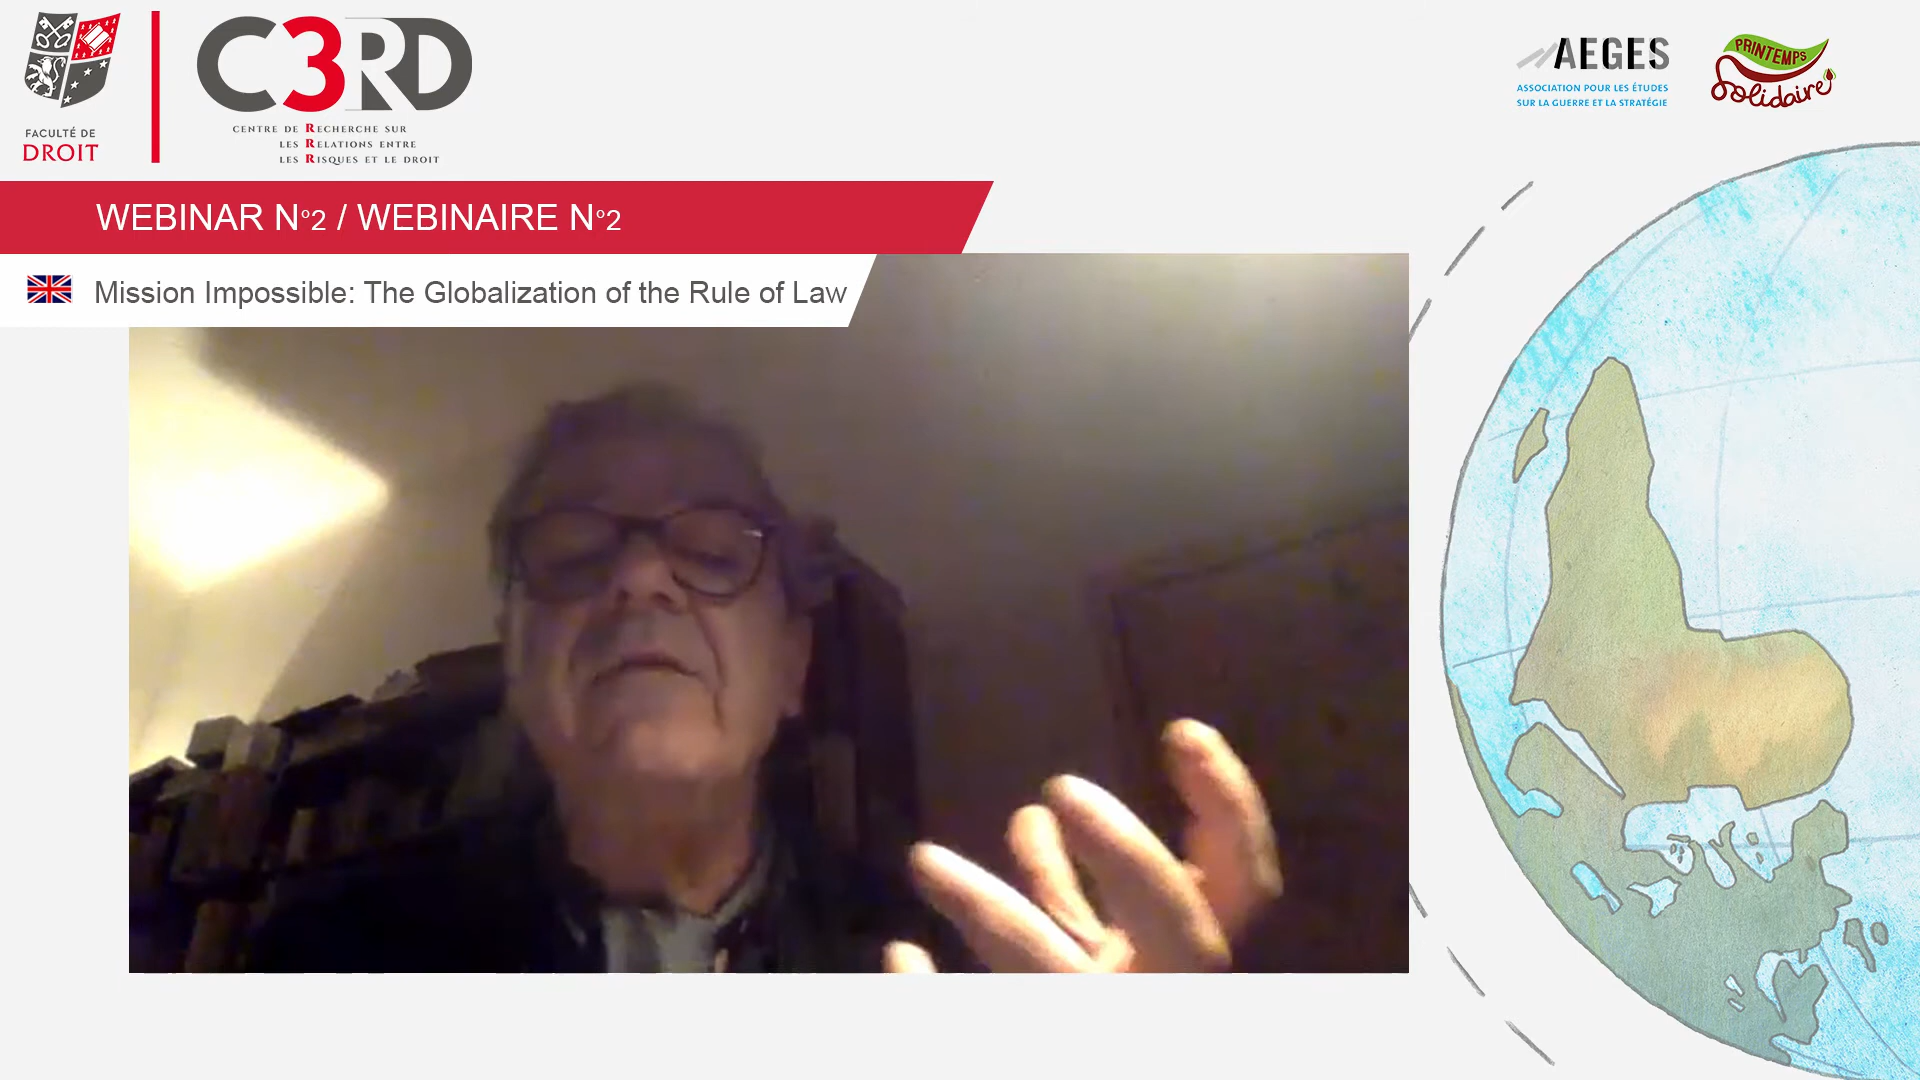 C3RD
FACULTÉ DE
DROIT
CENTRE DE RECHERCHE SUR
LES RELATIONS ENTRE
LES RISQUES ET LE DROIT
AEGES
ASSOCIATION POUR LES ÉTUDES
SUR LA GUERRE ET LA STRATÉGIE
PRINTEMPS
Solidaire
WEBINAR N°2 / WEBINAIRE N°2
Mission Impossible: The Globalization of the Rule of Law